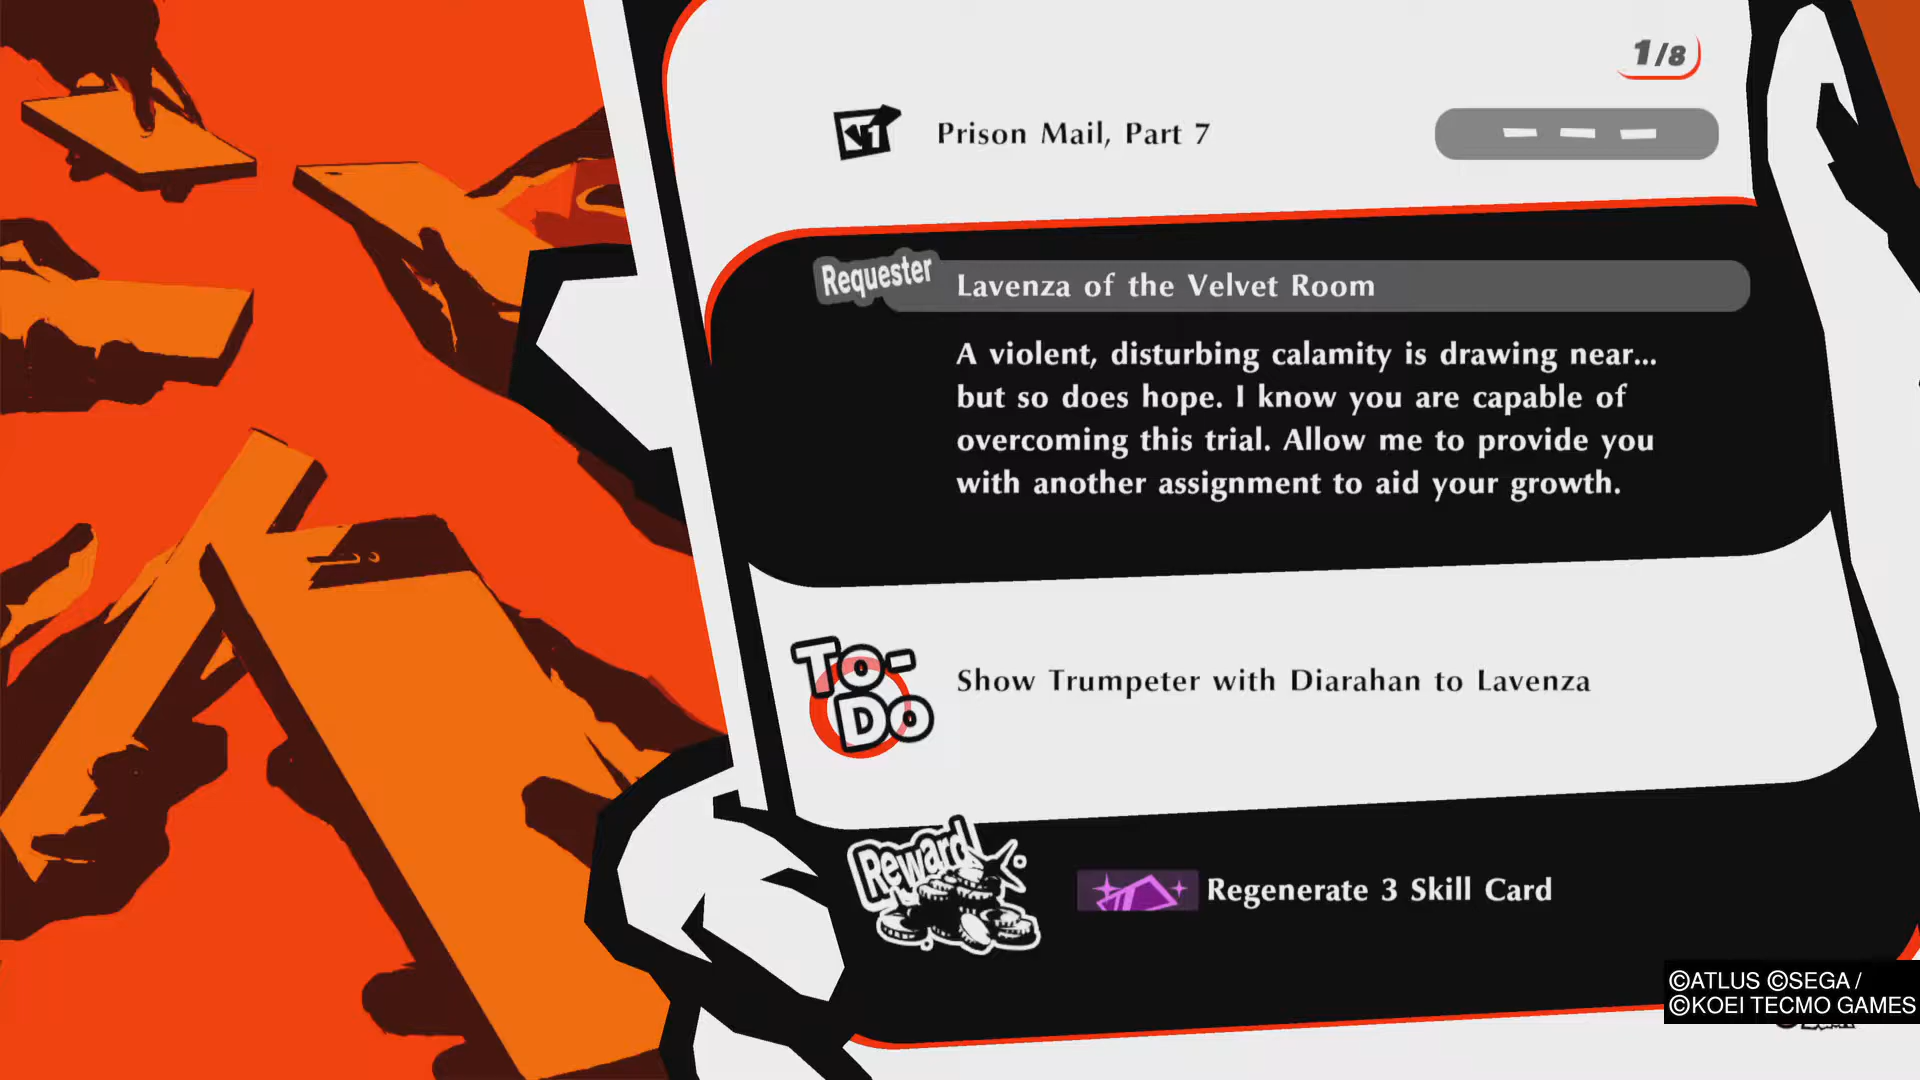 1/8
Prison Mail, Part 7
Requester
Lavenza of the Velvet Room
A violent, disturbing calamity is drawing near...
but so does hope. I know you are capable of
overcoming this trial. Allow me to provide you
with another assignment to aid your growth.
To-
Do
Show Trumpeter with Diarahan to Lavenza
Reward
Regenerate 3 Skill Card
©ATLUS ©SEGA /
©KOEI TECMO GAMES